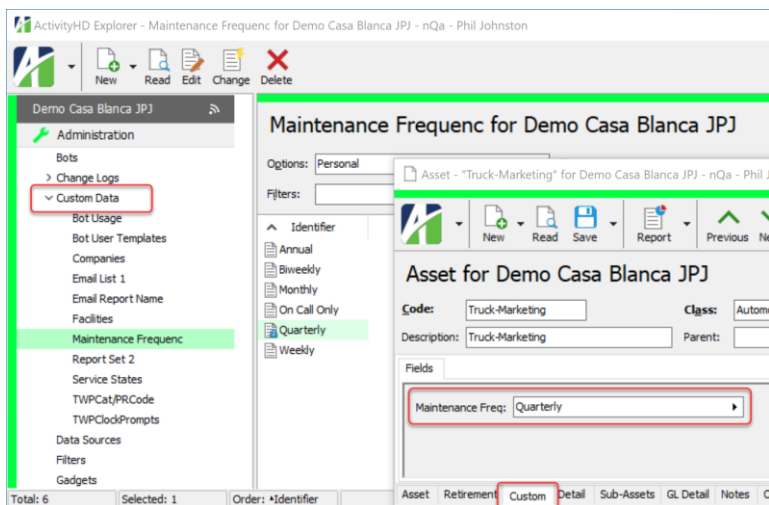 ActivityHD Explorer - Maintenance Frequenc for Demo Casa Blanca JPJ - nQa - Phil Johnston
New Read Edit Change Delete
Demo Casa Blanca JPJ
Administration
Bots
Change Logs
Custom Data
Bot Usage
Bot User Templates
Companies
Email List 1
Email Report Name
Facilities
Maintenance Frequenc
Report Set 2
Service States
TWPCat/PRCode
TWPClockPrompts
Data Sources
Filters
Gadgets
Total: 6 Selected: 1 Order: Identifier
Maintenance Frequenc for Demo Casa Blanca JPJ
Options: Personal
Filters:
Identifier
Annual
Biweekly
Monthly
On Call Only
Quarterly
Weekly
Asset - "Truck-Marketing" for Demo Casa Blanca JPJ - nQa - Phil J
New Read Save Report Previous
Asset for Demo Casa Blanca JPJ
Code: Truck-Marketing Class: Automo
Description: Truck-Marketing Parent:
Fields
Maintenance Freq: Quarterly
Asset Retirement Custom Detail Sub-Assets GL Detail Notes